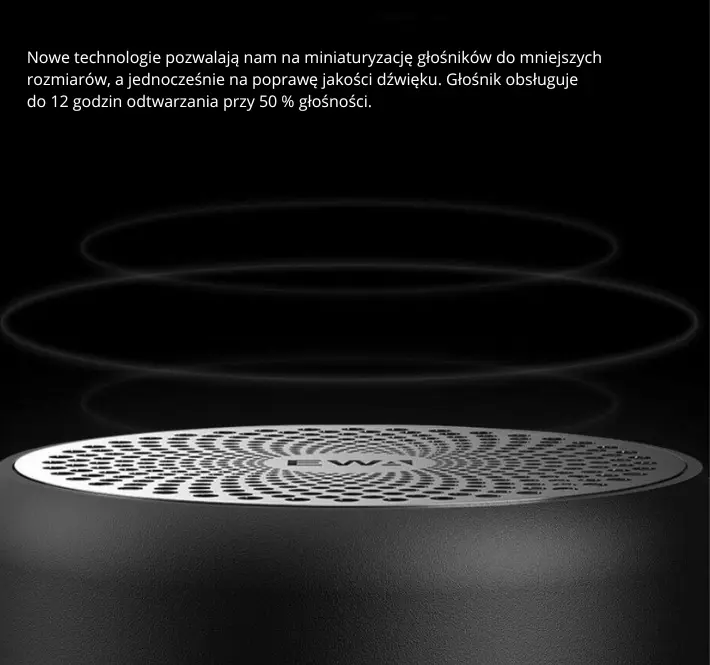 Nowe technologie pozwalają nam na miniaturyzację głośników do mniejszych
rozmiarów, a jednocześnie na poprawę jakości dźwięku. Głośnik obsługuje
do 12 godzin odtwarzania przy 50 % głośności.
EWA